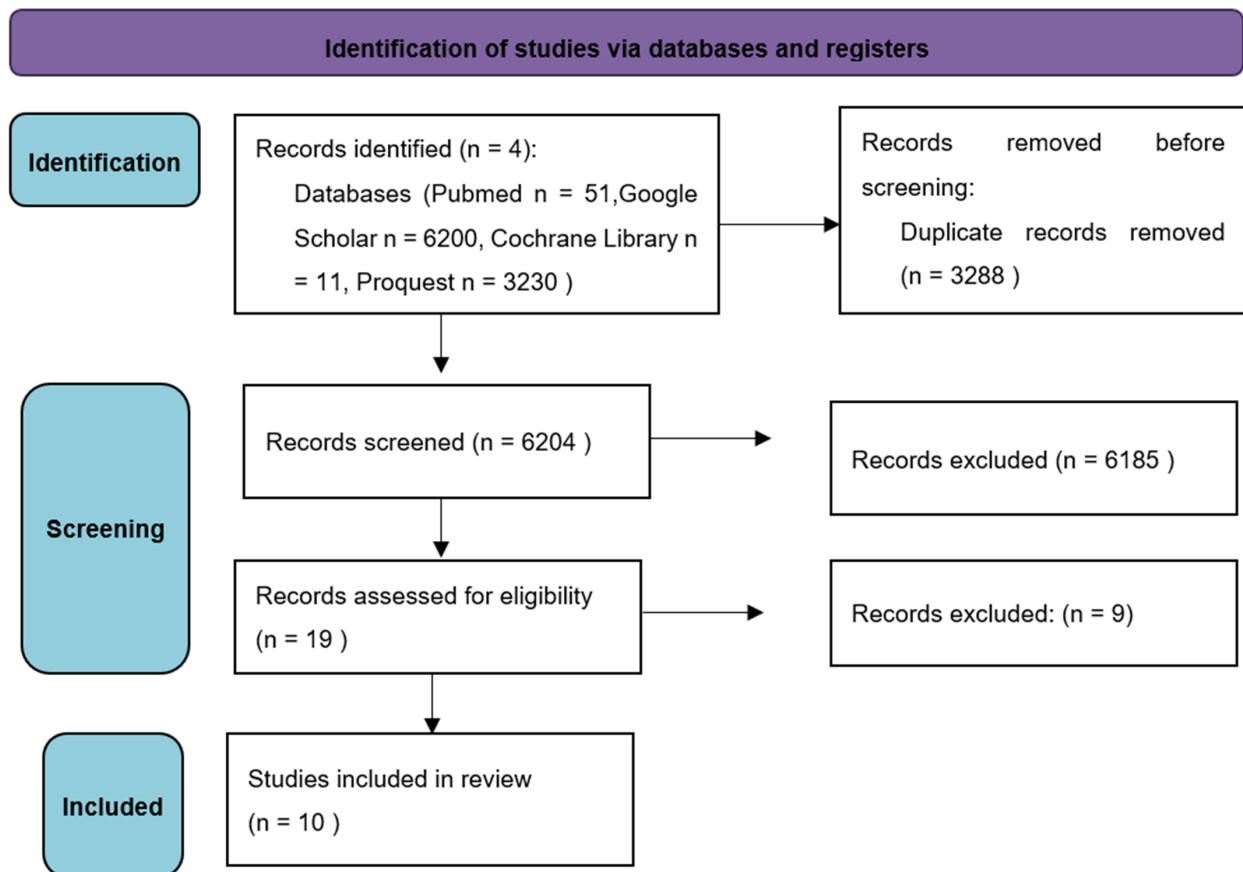 Identification of studies via databases and registers
Identification
Records identified (n = 4):
Databases (Pubmed n = 51,Google
Scholar n = 6200, Cochrane Library n
= 11, Proquest n = 3230 )
Records removed before
screening:
Duplicate records removed
(n = 3288 )
Screening
Records screened (n = 6204 )
Records excluded (n = 6185 )
Records assessed for eligibility
(n = 19 )
Records excluded: (n = 9)
Included
Studies included in review
(n = 10 )